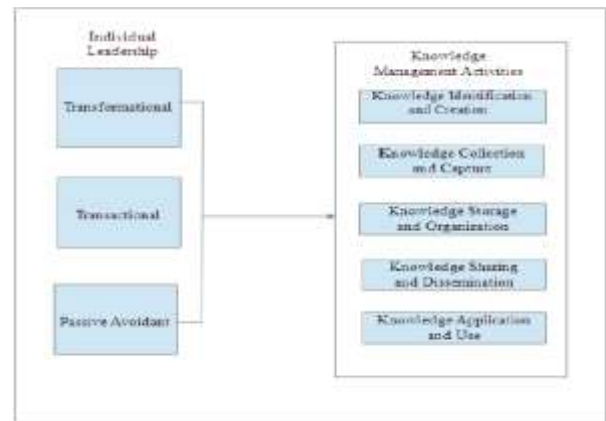 Individual
Leadership
Transformational
Transactional
Passive Avoidant
Knowledge
Management Activities
Knowledge Identification
and Creation
Knowledge Collection
and Capture
Knowledge Storage
and Organization
Knowledge Sharing
and Dissemination
Knowledge Application
and Use